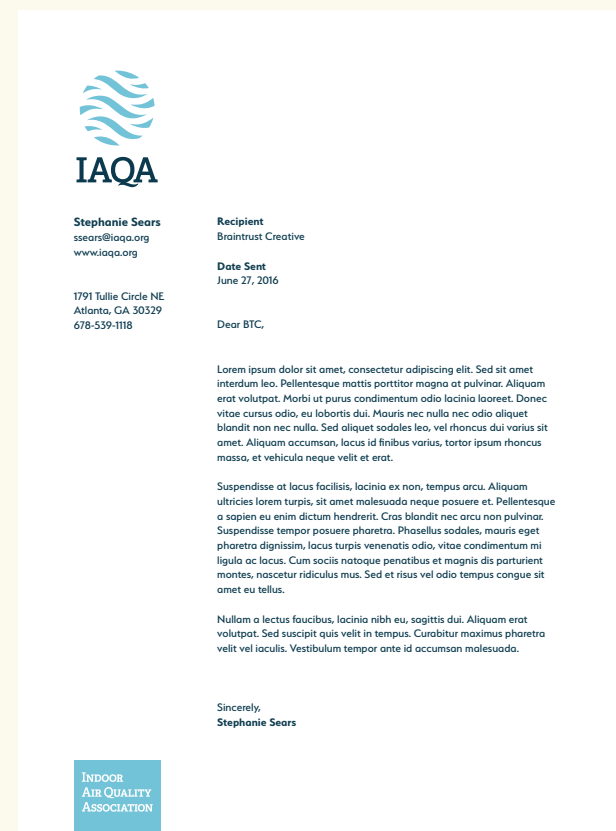 IAQA
Stephanie Sears
ssears@iaqa.org
www.iaqa.org
1791 Tullie Circle NE
Atlanta, GA 30329
678-539-1118
Recipient
Braintrust Creative
Date Sent
June 27, 2016
Dear BTC,
Lorem ipsum dolor sit amet, consectetur adipiscing elit. Sed sit amet
interdum leo. Pellentesque mattis porttitor magna at pulvinar. Aliquam
erat volutpat. Morbi ut purus condimentum odio lacinia laoreet. Donec
vitae cursus odio, eu lobortis dui. Mauris nec nulla nec odio aliquet
blandit non nec nulla. Sed aliquet sodales leo, vel rhoncus dui varius sit
amet. Aliquam accumsan, lacus id finibus varius, tortor ipsum rhoncus
massa, et vehicula neque velit et erat.
Suspendisse at lacus facilisis, lacinia ex non, tempus arcu. Aliquam
ultricies lorem turpis, sit amet malesuada neque posuere et. Pellentesque
a sapien eu enim dictum hendrerit. Cras blandit nec arcu non pulvinar.
Suspendisse tempor posuere pharetra. Phasellus sodales, mauris eget
pharetra dignissim, lacus turpis venenatis odio, vitae condimentum mi
ligula ac lacus. Cum sociis natoque penatibus et magnis dis parturient
montes, nascetur ridiculus mus. Sed et risus vel odio tempus congue sit
amet eu tellus.
Nullam a lectus faucibus, lacinia nibh eu, sagittis dui. Aliquam erat
volutpat. Sed suscipit quis velit in tempus. Curabitur maximus pharetra
velit vel iaculis. Vestibulum tempor ante id accumsan malesuada.
Sincerely,
Stephanie Sears
INDOOR
AIR QUALITY
ASSOCIATION